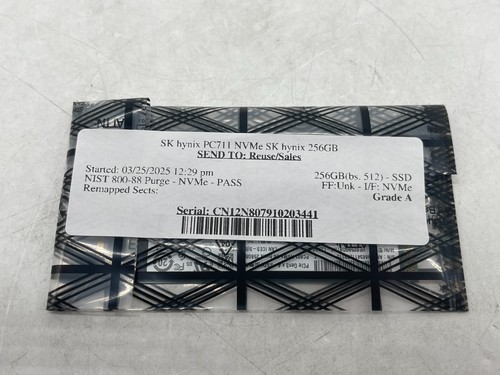 SK hynix PC711 NVMe SK hynix 256GB
SEND TO: Reuse/Sales
Started: 03/25/2025 12:29 pm
256GB(bs. 512) - SSD
NIST 800-88 Purge - NVMe - PASS
FF:Unk - I/F: NVMe
Remapped Sects:
Grade A
Serial: CN12N807910203441